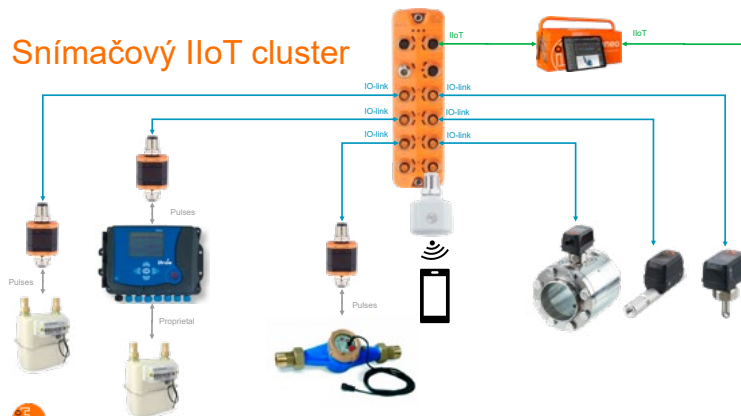 Snímačový IIoT cluster
IIoT
IIoT
IO-link
IO-link
IO-link
IO-link
IO-link
IO-link
Pulses
Pulses
Pulses
Proprietal